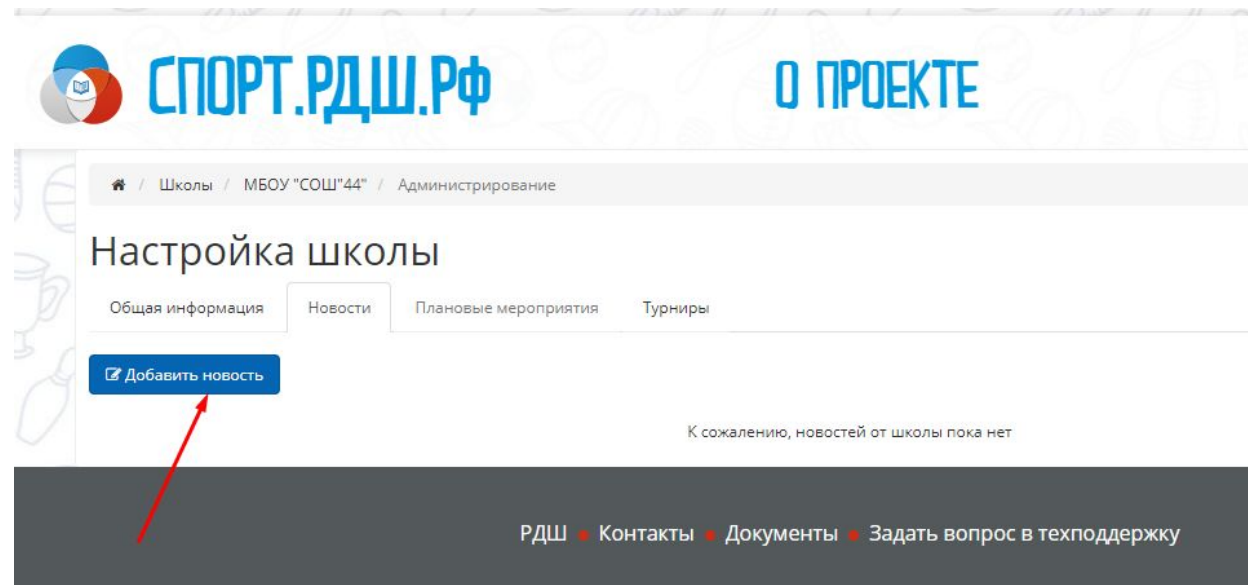 СПОРТ.РДШ.РФ О ПРОЕКТЕ
/ Школы / МБОУ "СОШ"44" / Администрирование
Настройка школы
Общая информация Новости Плановые мероприятия Турниры
Добавить новость
К сожалению, новостей от школы пока нет
РДШ • Контакты • Документы • Задать вопрос в техподдержку